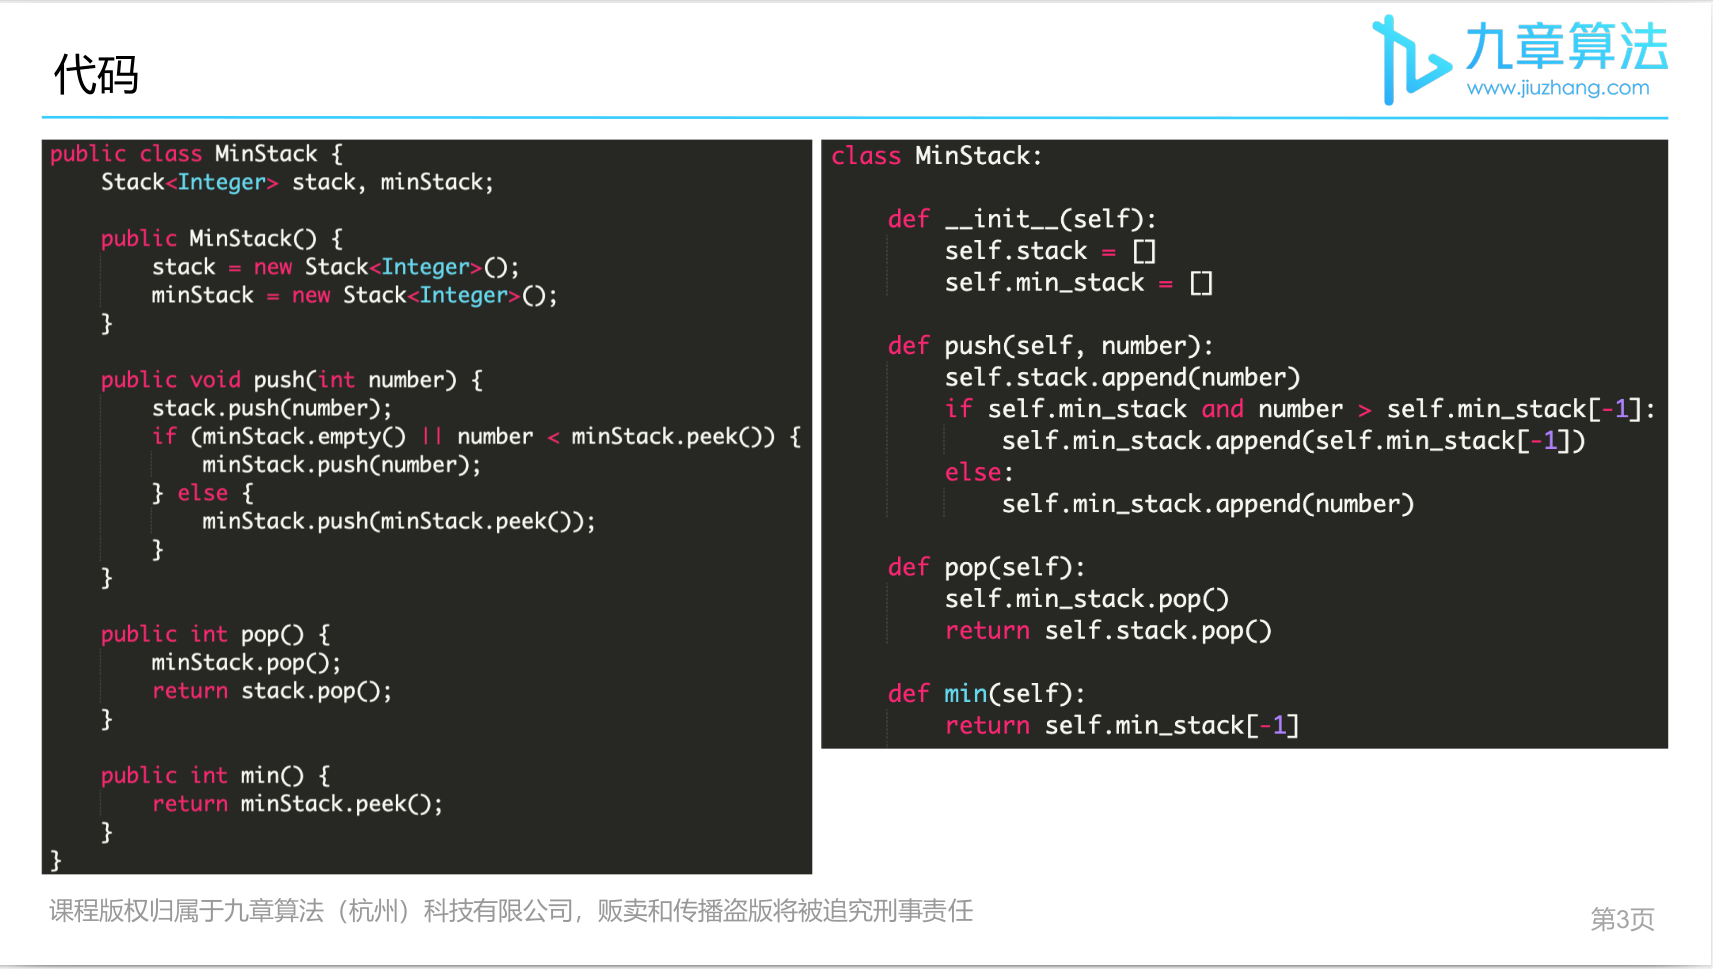 代码
九章算法
www.jiuzhang.com
public class MinStack {
    Stack<Integer> stack, minStack;

    public MinStack() {
        stack = new Stack<Integer>();
        minStack = new Stack<Integer>();
    }

    public void push(int number) {
        stack.push(number);
        if (minStack.empty() || number < minStack.peek()) {
            minStack.push(number);
        } else {
            minStack.push(minStack.peek());
        }
    }

    public int pop() {
        minStack.pop();
        return stack.pop();
    }

    public int min() {
        return minStack.peek();
    }
}
class MinStack:

    def __init__(self):
        self.stack = []
        self.min_stack = []

    def push(self, number):
        self.stack.append(number)
        if self.min_stack and number > self.min_stack[-1]:
            self.min_stack.append(self.min_stack[-1])
        else:
            self.min_stack.append(number)

    def pop(self):
        self.min_stack.pop()
        return self.stack.pop()

    def min(self):
        return self.min_stack[-1]
课程版权归属于九章算法（杭州）科技有限公司，贩卖和传播盗版将被追究刑事责任
第3页